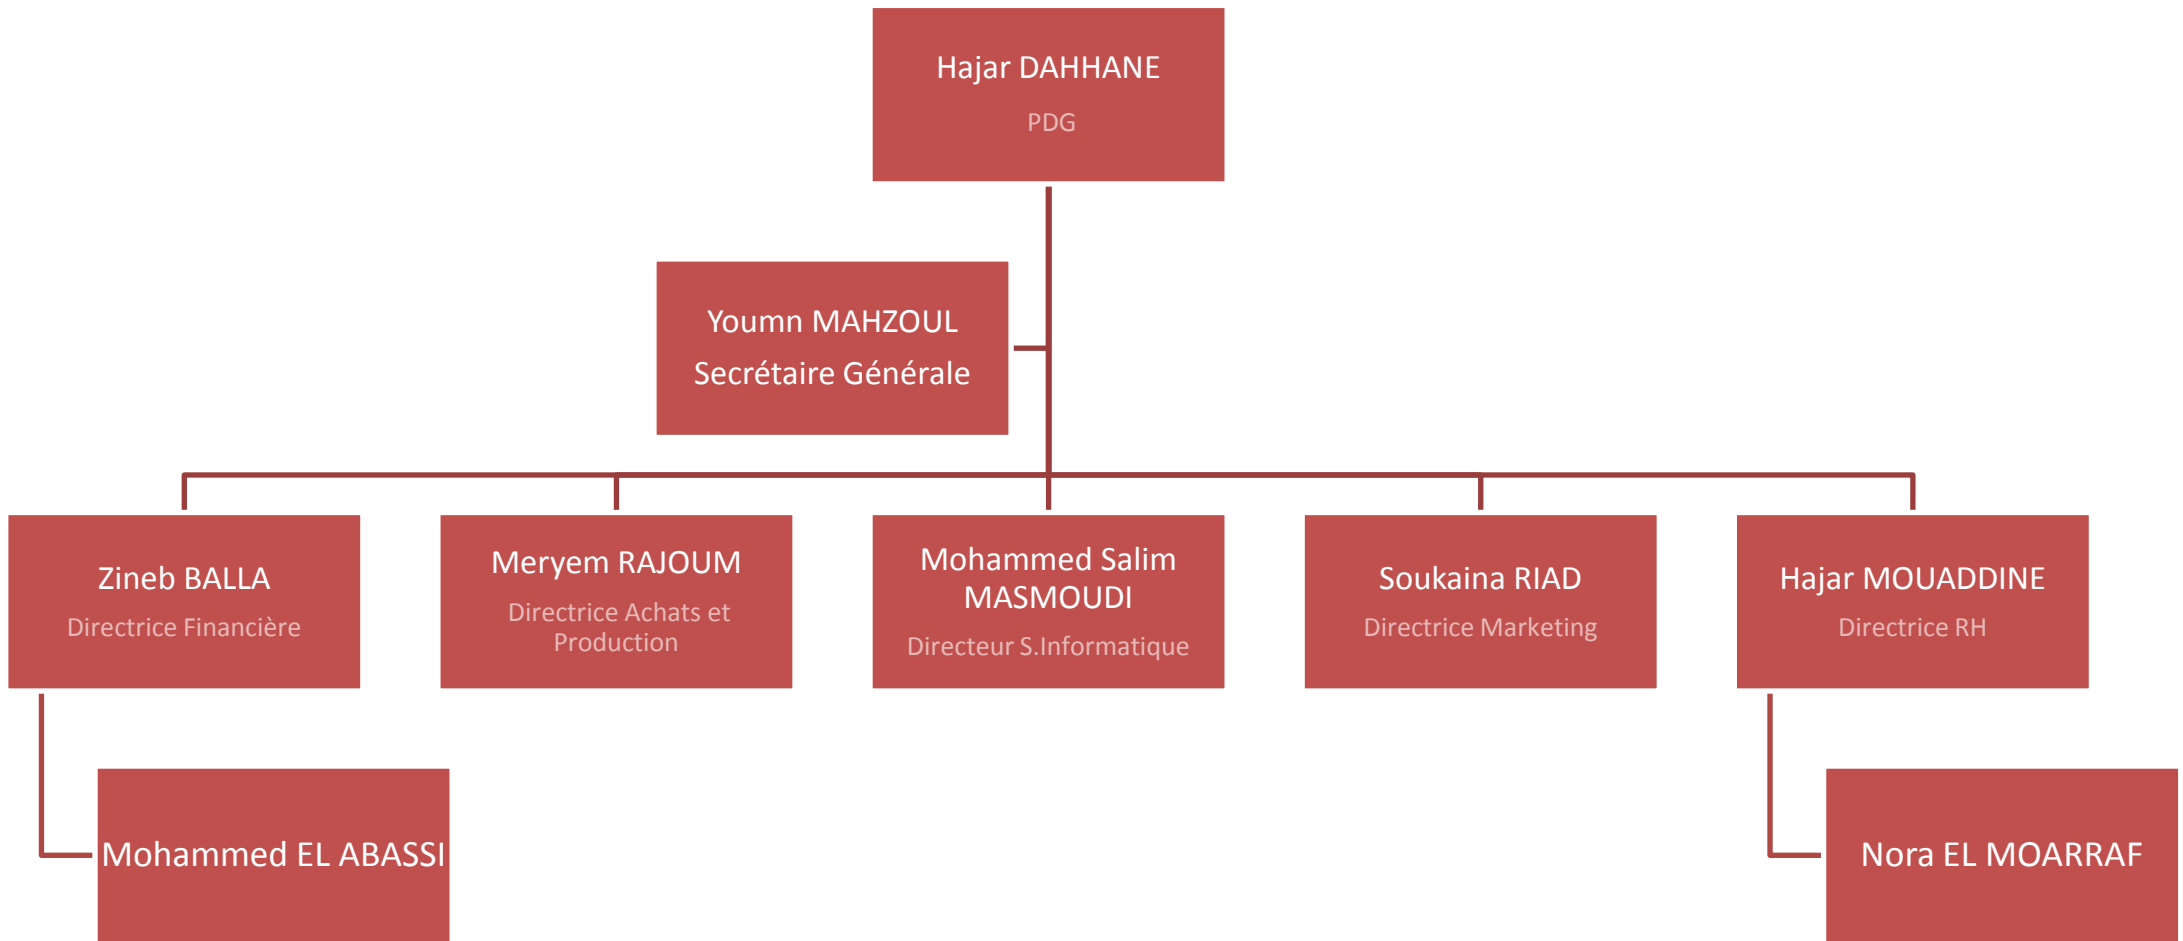 Hajar DAHHANE
PDG
Youmn MAHZOUL
Secrétaire Générale
Zineb BALLA
Directrice Financière
Meryem RAJOUM
Directrice Achats et
Production
Mohammed Salim
MASMOUDI
Directeur S.Informatique
Soukaina RIAD
Directrice Marketing
Hajar MOUADDINE
Directrice RH
Mohammed EL ABASSI
Nora EL MOARRAF